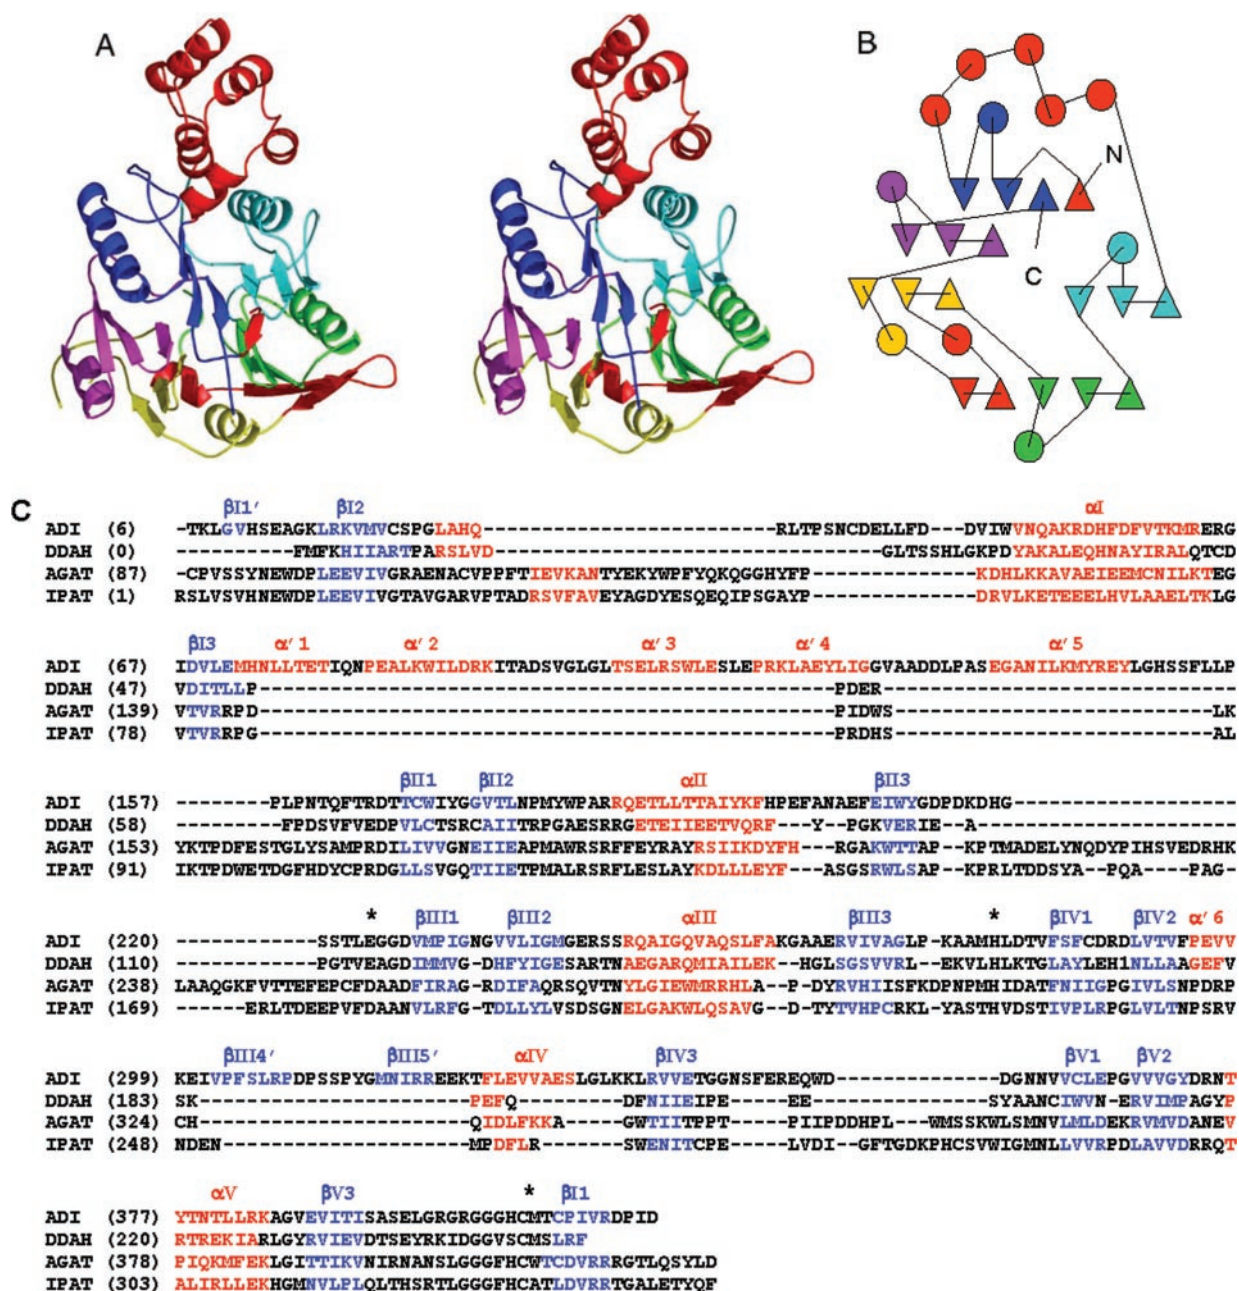 A
B
N
C
C
βI1′ βI2 αI
ADI (6) -TKLGVHSEAGKLRKVMVCSPGLAHQ----------------------RLTPSNCDELLFD--DVIWVNQAKRDHFDFVTKMRERG
DDAH (0) ---------FMFKHIIARTPARSLVD-----------------------------GLTSSHLGKPDYAKALEQHNAYIRALQTCD
AGAT (87) -CPVSSYNEWDPLEEVIVGRAENACVPPFTIEVKANTYEKYWPFYQKQGGHYFP------------KDHLKKAVAEIEEMCNILKTEG
IPAT (1) RSLVSVHNEWDPLEEVIVGTAVGARVPTADRSVFAVEYAGDYESQEQIPSGAYP------------DRVLKETEEELHVLAAELTKLG
βI3 α′1 α′2 α′3 α′4 α′5
ADI (67) IDVLEMHNLLTETIQNPEALKWILDRKITADSVGLGLTSELRSWLESLEPRKLAEYLIGGVAADDLPASEGANILKMYREYLGHSSFLLP
DDAH (47) VDITLLP------------------------------------------------PDER------------------------------
AGAT (139) VTVRRPD------------------------------------------------PIDWS---------------------------LK
IPAT (78) VTVRRPG------------------------------------------------PRDHS---------------------------AL
βII1 βII2 αII βII3
ADI (157) --------PLPNTQFTRDTTCWIYGGVTLNPMYWPARRQETLLTTAIYKFHPEFANAEFEIWYGDPDKDHG-------------------
DDAH (58) ---------FPDSVFVEDPVLCTSRCAIITRPGAESRRGETEIIEETVQRF---Y--PGKVERIE--A----------------------
AGAT (153) YKTPDFESTGLYSAMPRDILIVVGNEIIEAPMAWRSRFFEYRAYRSIIKDYFH---RGAKWTTAP--KPTMADELYNQDYPIHSVEDRHK
IPAT (91) IKTPDWETDGFHDYCPRDGLLSVGQTIIETPMALRSRFLESLAYKDLLLEYF---ASGSRWLSAP--KPRLTDDSYA--PQA--PAG-
* βIII1 βIII2 αIII βIII3 * βIV1 βIV2 α′6
ADI (220) ------------SSTLEGGDVMPIGNGVVLIGMGERSSRQAIGQVAQSLFAKGAAERVIVAGLP-KAAMHLDTVFSFCDRDLVTVFPEVV
DDAH (110) ------------PGTVEAGDIMMVG-DHFYIGESARTNAEGARQMIAILEK--HGLSGSVVRL--EKVLHLKTGLAYLEH1NLLAAGEFV
AGAT (238) LAAQGKFVTTEFEPCFDAADFIRAG-RDIFAQRSQVTNYLGIEWMRRHLA--P-DYRVHIISFKDPNPMHIDATFNIIGPGIVLSNPDRP
IPAT (169) ------ERLTDEEPVFDAANVLRFG-TDLLYLVSDSGNELGAKWLQSAVG---D-TYTVHPCRKL-YASTHVDSTIVPLRPGLVLTNPSRV
βIII4′ βIII5′ αIV βIV3 βV1 βV2
ADI (299) KEIVPFSLRPDPSSPYGMNIRREEKTFLEVVAESLGLKKLRVVETGGNSFEREQWD---------------DGNNVVCLEPGVVVGYDRNT
DDAH (183) SK-----------------------PEFQ---------DFNIIEIPE----EE---------------SYAANCIWVN-ERVIMPAGYP
AGAT (324) CH-----------------------QIDLFKKA-----GWTIITPPT----PIIPDDHPL--WMSSKWLSMNVLMLDEKRVMVDANEV
IPAT (248) NDEN---------------------MPDFLR-------SWENITCPE----LVDI--GFTGDKPHCSVWIGMNLLVVRPDLAVVDRRQT
αV βV3 * βI1
ADI (377) YTNTLLRKAGVEVITISASELGRGRGGGHCMTCPIVRDPID
DDAH (220) RTREKIARLGYRVIEVDTSEYRKIDGGVSCMSLRF
AGAT (378) PIQKMFEKLGITTIKVNIRNANSLGGGFHCWTCDVRRRGTLQSYLD
IPAT (303) ALIRLLEKHGMNVLPLQLTHSRTLGGGFHCATLDVRRTGALETYQF